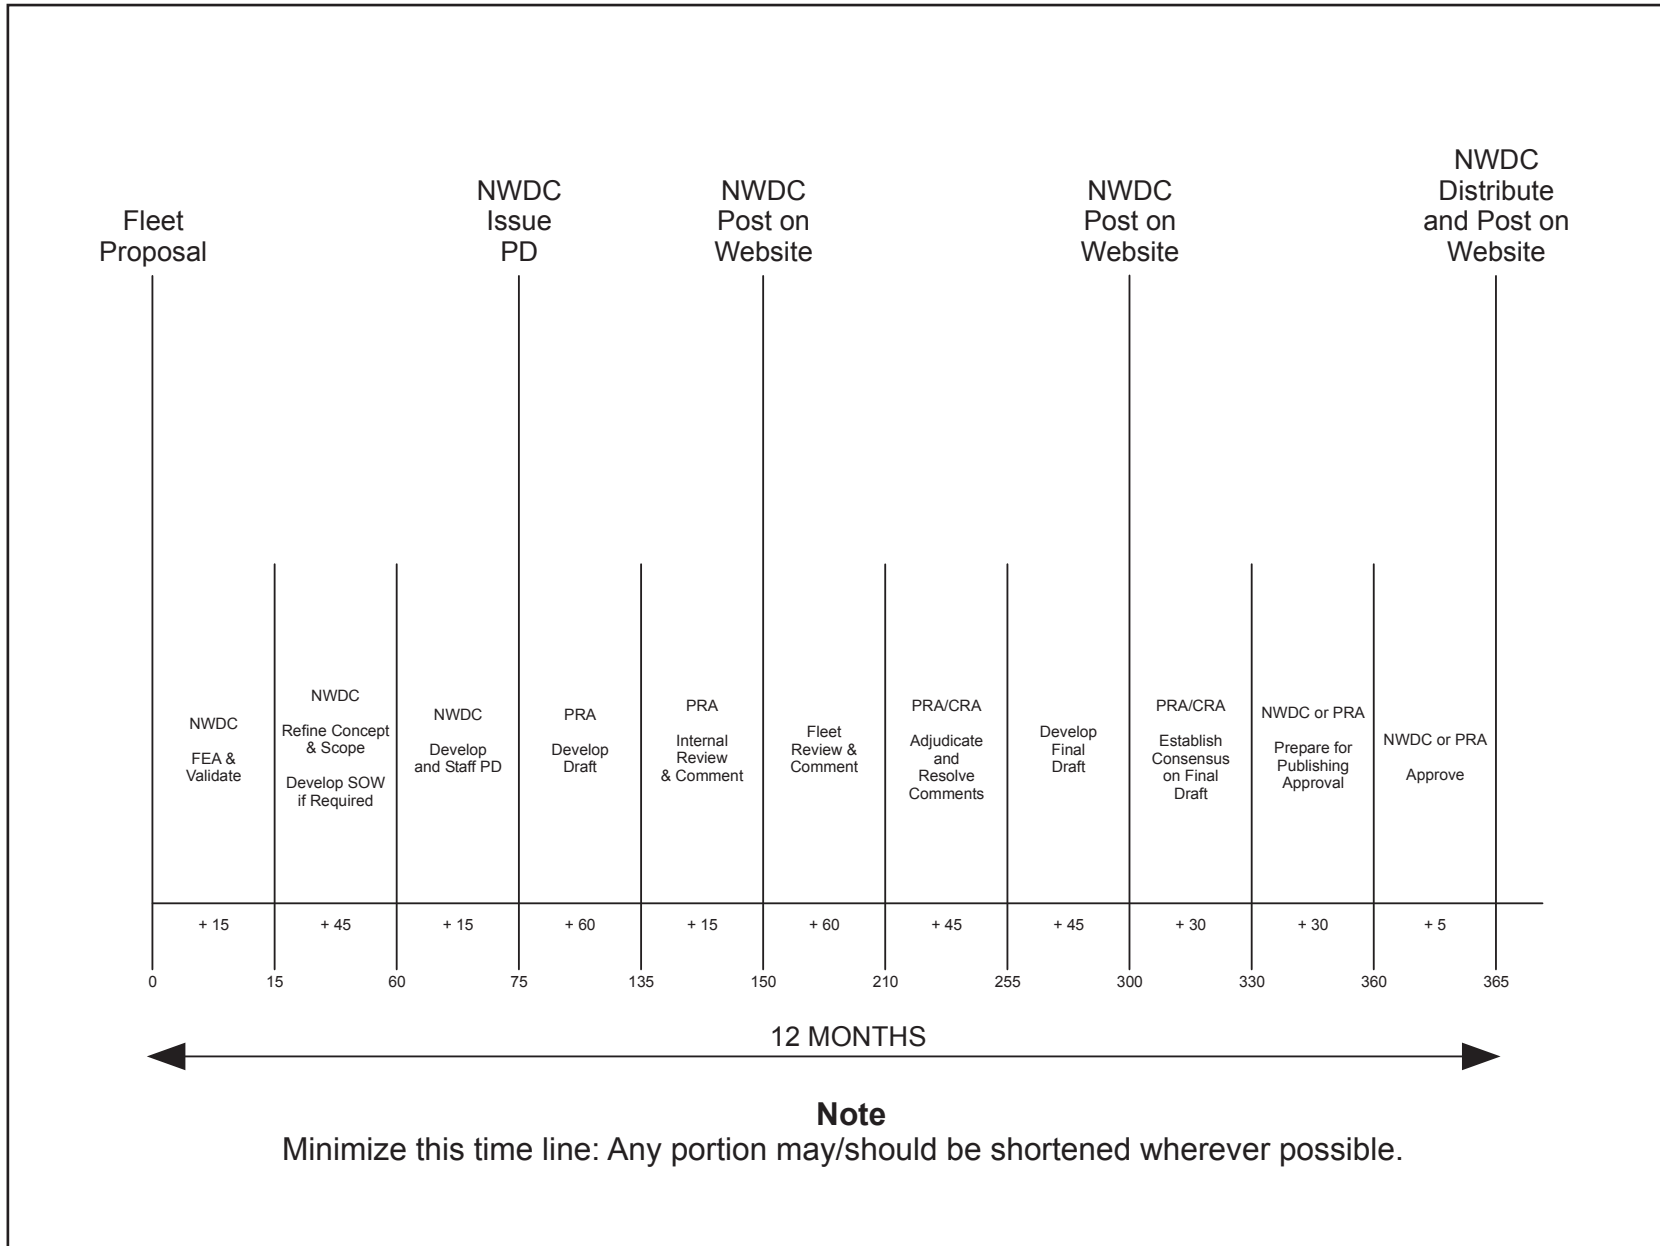 Fleet
Proposal
NWDC
Issue
PD
NWDC
Post on
Website
NWDC
Post on
Website
NWDC
Distribute
and Post on
Website
NWDC
FEA &
Validate
NWDC
Refine Concept
& Scope
Develop SOW
if Required
NWDC
Develop
and Staff PD
PRA
Develop
Draft
PRA
Internal
Review
& Comment
Fleet
Review &
Comment
PRA/CRA
Adjudicate
and
Resolve
Comments
Develop
Final
Draft
PRA/CRA
Establish
Consensus
on Final
Draft
NWDC or PRA
Prepare for
Publishing
Approval
NWDC or PRA
Approve
+ 15 + 45 + 15 + 60 + 15 + 60 + 45 + 45 + 30 + 30 + 5
0 15 60 75 135 150 210 255 300 330 360 365
12 MONTHS
Note
Minimize this time line: Any portion may/should be shortened wherever possible.